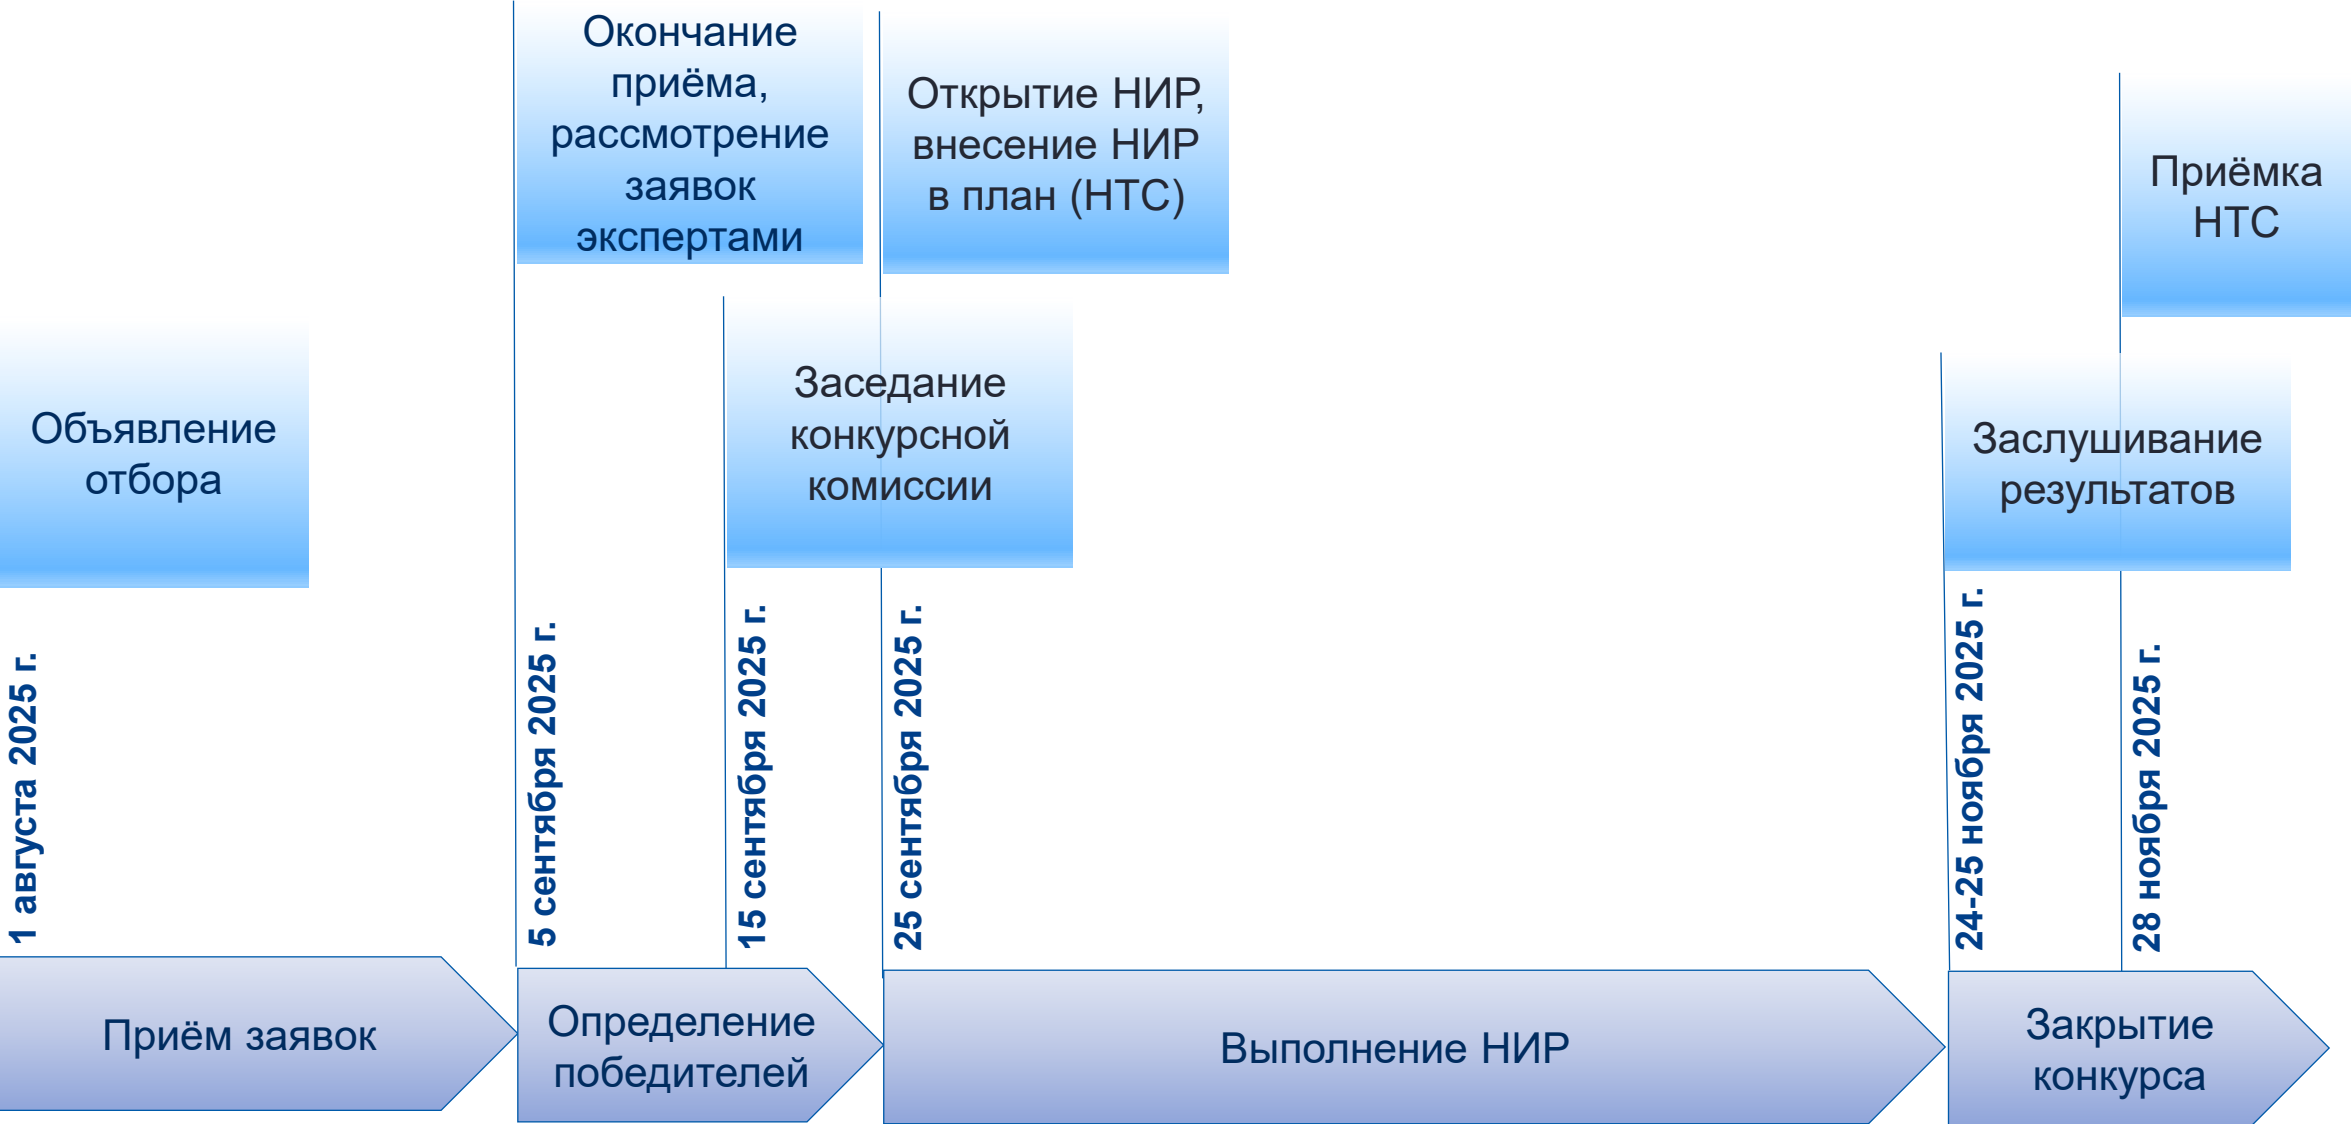 Окончание
приёма,
рассмотрение
заявок
экспертами
Открытие НИР,
внесение НИР
в план (НТС)
Приёмка
НТС
Объявление
отбора
Заседание
конкурсной
комиссии
Заслушивание
результатов
1 августа 2025 г.
5 сентября 2025 г.
15 сентября 2025 г.
25 сентября 2025 г.
24-25 ноября 2025 г.
28 ноября 2025 г.
Приём заявок
Определение
победителей
Выполнение НИР
Закрытие
конкурса